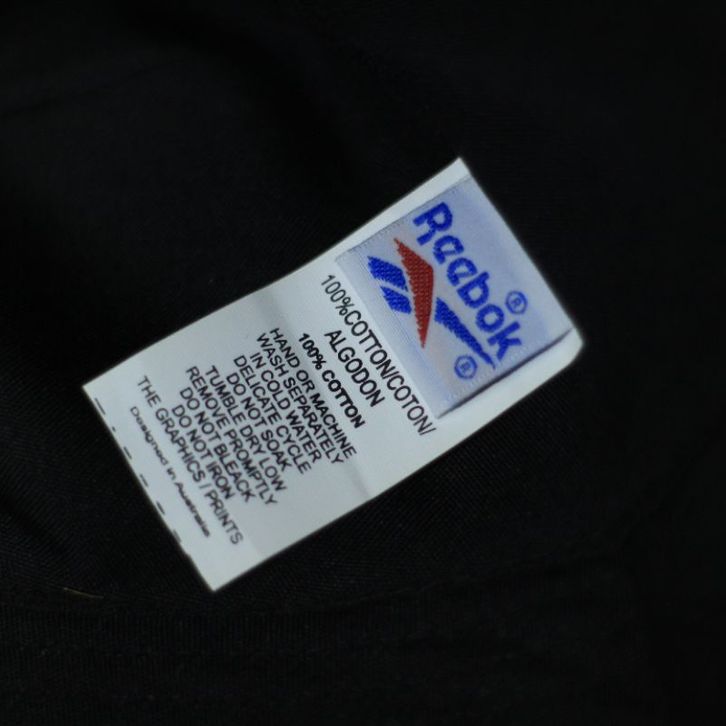 Reebok®
®
100%COTTON/COTON/
ALGODON
100% COTTON
HAND OR MACHINE
WASH SEPARATELY
IN COLD WATER
DELICATE CYCLE
DO NOT SOAK
TUMBLE DRY LOW
REMOVE PROMPTLY
DO NOT BLEACK
DO NOT IRON
THE GRAPHICS / PRINTS
Designed in Australia